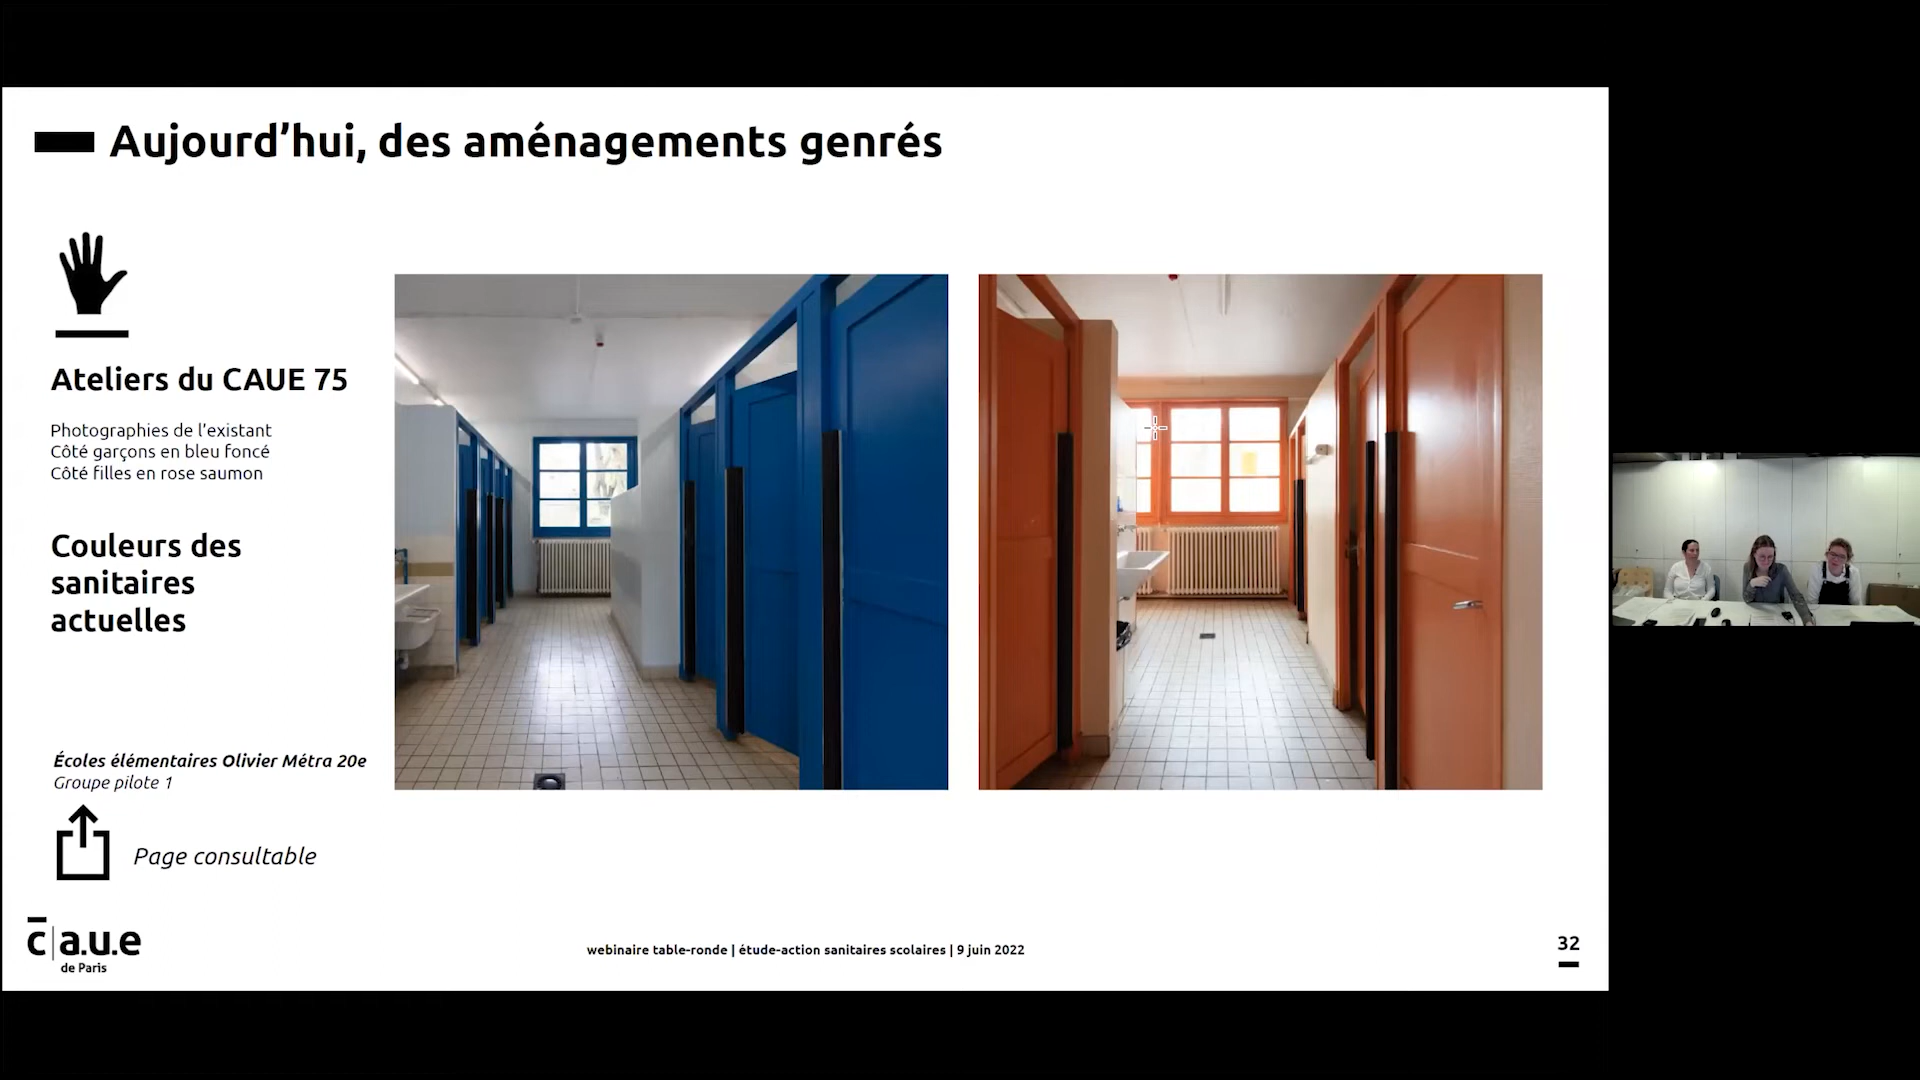 Aujourd’hui, des aménagements genrés
Ateliers du CAUE 75
Photographies de l’existant
Côté garçons en bleu foncé
Côté filles en rose saumon
Couleurs des
sanitaires
actuelles
Écoles élémentaires Olivier Métra 20e
Groupe pilote 1
Page consultable
c|a.u.e
de Paris
webinaire table-ronde | étude-action sanitaires scolaires | 9 juin 2022
32